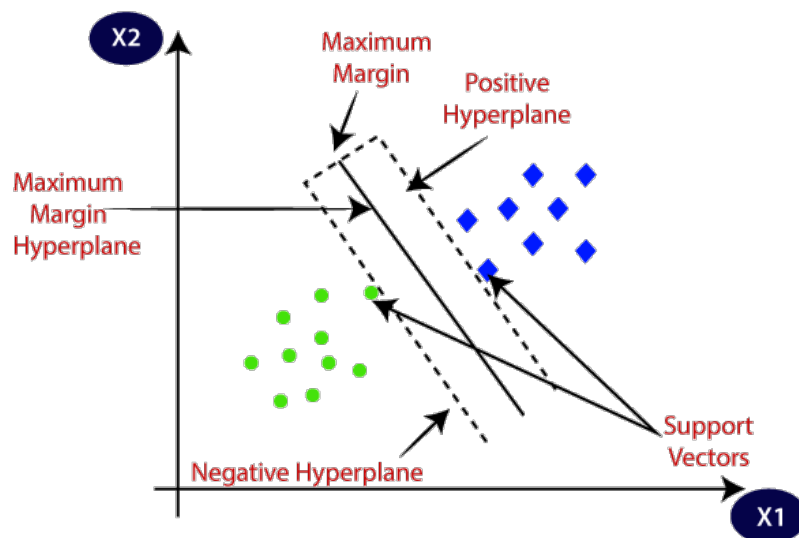 X2
Maximum
Margin
Positive
Hyperplane
Maximum
Margin
Hyperplane
Support
Vectors
Negative Hyperplane
X1